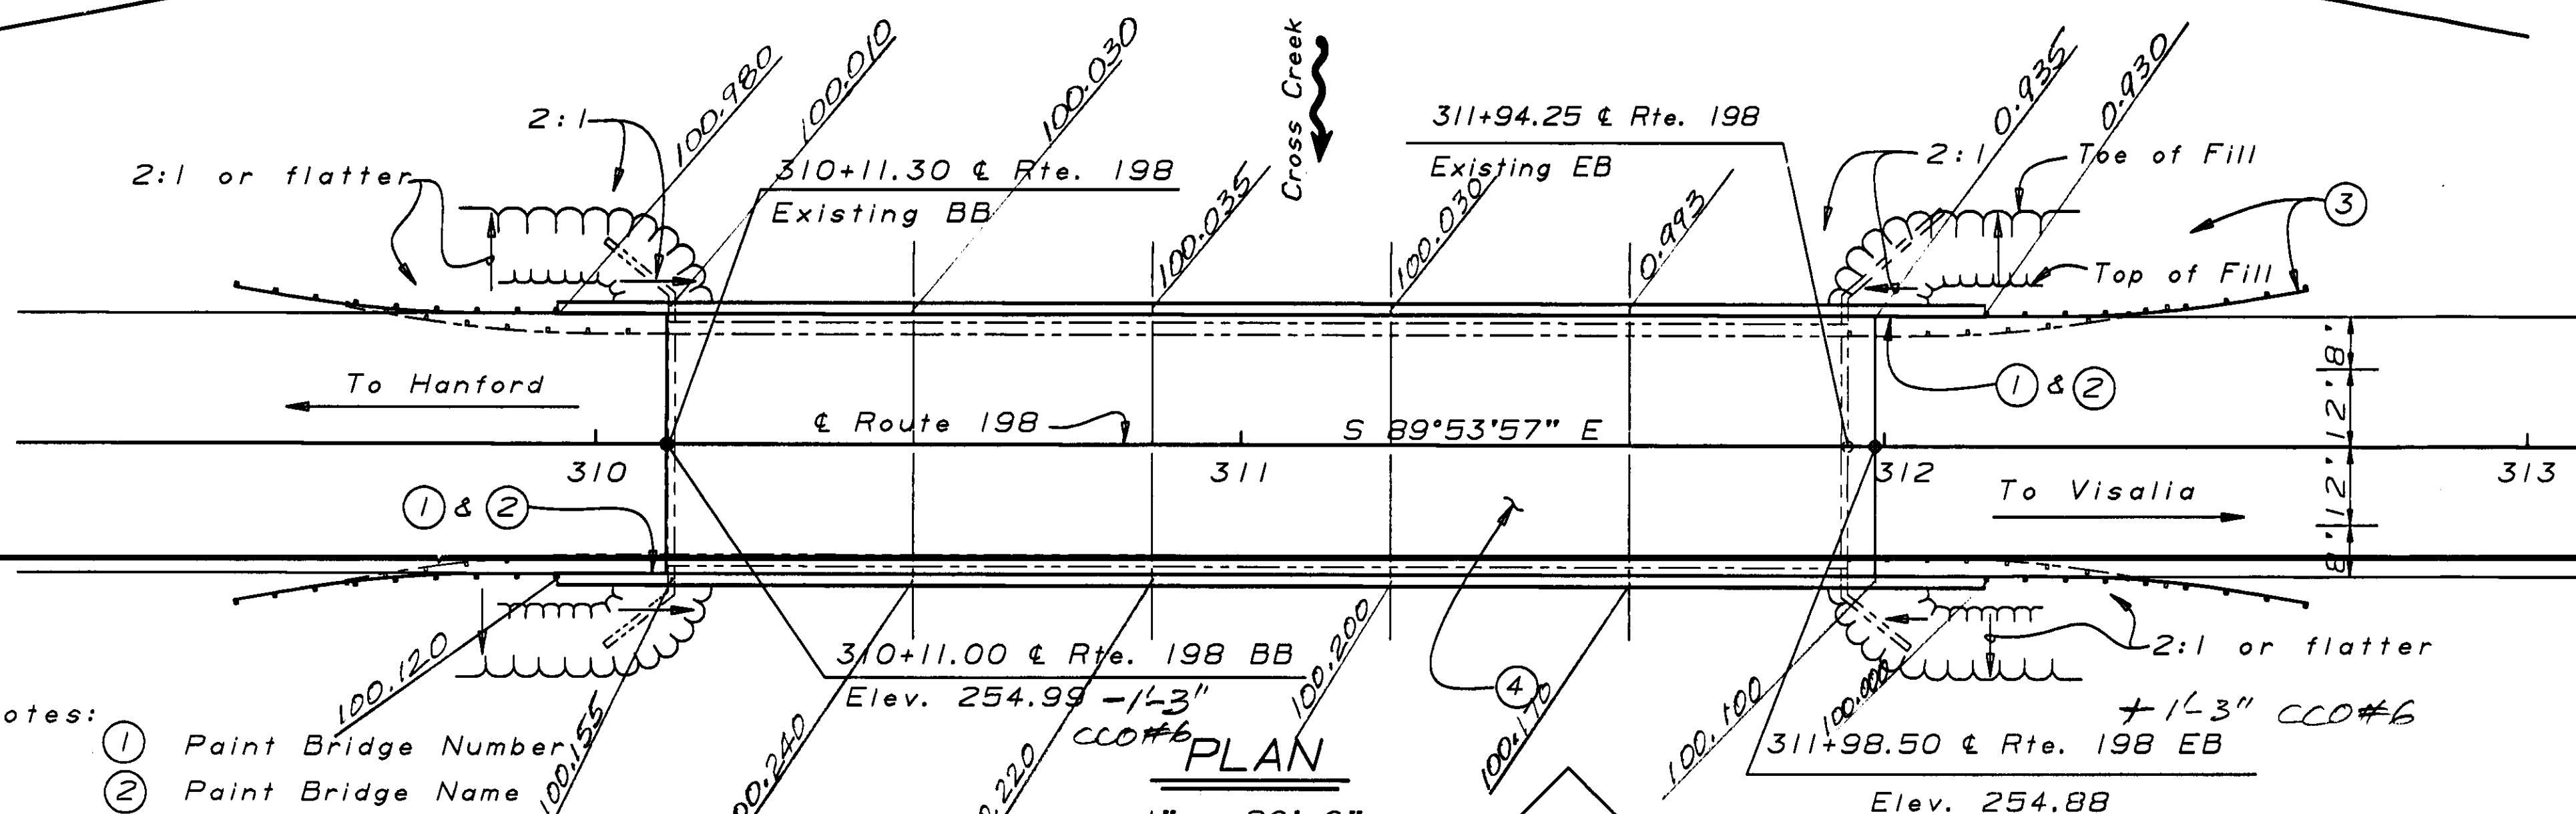 100.980
100.010
100.030
Cross Creek
0.935
0.930
2:1
311+94.25 ℄ Rte. 198
Existing EB
2:1
Toe of Fill
2:1 or flatter
310+11.30 ℄ Rte. 198
Existing BB
100.035
100.030
0.993
3
Top of Fill
8'
12'
12'
8'
To Hanford
1 & 2
℄ Route 198
S 89°53'57" E
310
311
312
313
1 & 2
To Visalia
100.120
100.155
100.240
.220
100.200
100.170
100.100
100.000
310+11.00 ℄ Rte. 198 BB
Elev. 254.99 -1'-3"
CCO#6
4
2:1 or flatter
+1'-3" CCO#6
311+98.50 ℄ Rte. 198 EB
Elev. 254.88
otes:
1 Paint Bridge Number
2 Paint Bridge Name
PLAN